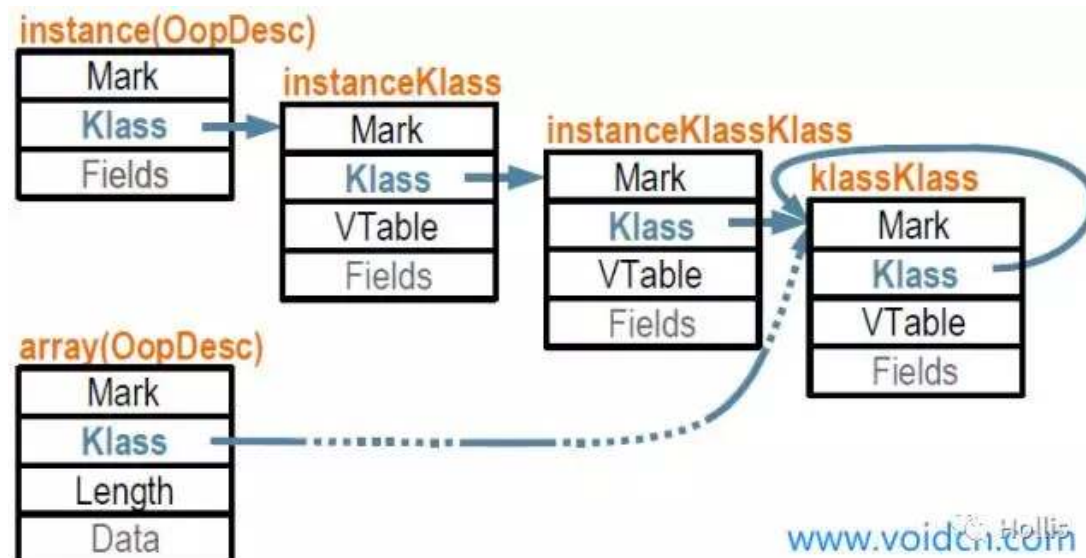 instance(OopDesc)
Mark
Klass
Fields
instanceKlass
Mark
Klass
VTable
Fields
instanceKlassKlass
Mark
Klass
VTable
Fields
klassKlass
Mark
Klass
VTable
Fields
array(OopDesc)
Mark
Klass
Length
Data
www.voidcn.com
Hollis